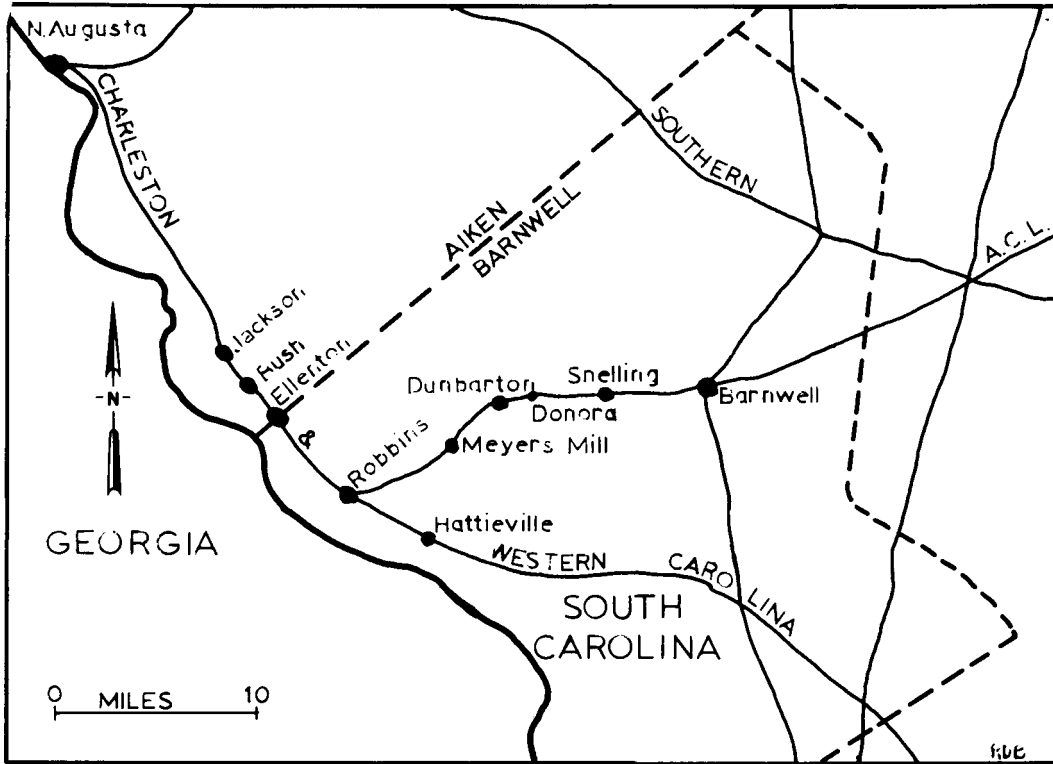 N. Augusta
CHARLESTON
SOUTHERN
AIKEN
BARNWELL
A.C.L.
Jackson
Rush
Ellenton
&
Robbins
Dunbarton
Snelling
Donora
Barnwell
Meyers Mill
Hattieville
-N-
GEORGIA
WESTERN CAROLINA
SOUTH
CAROLINA
0 MILES 10